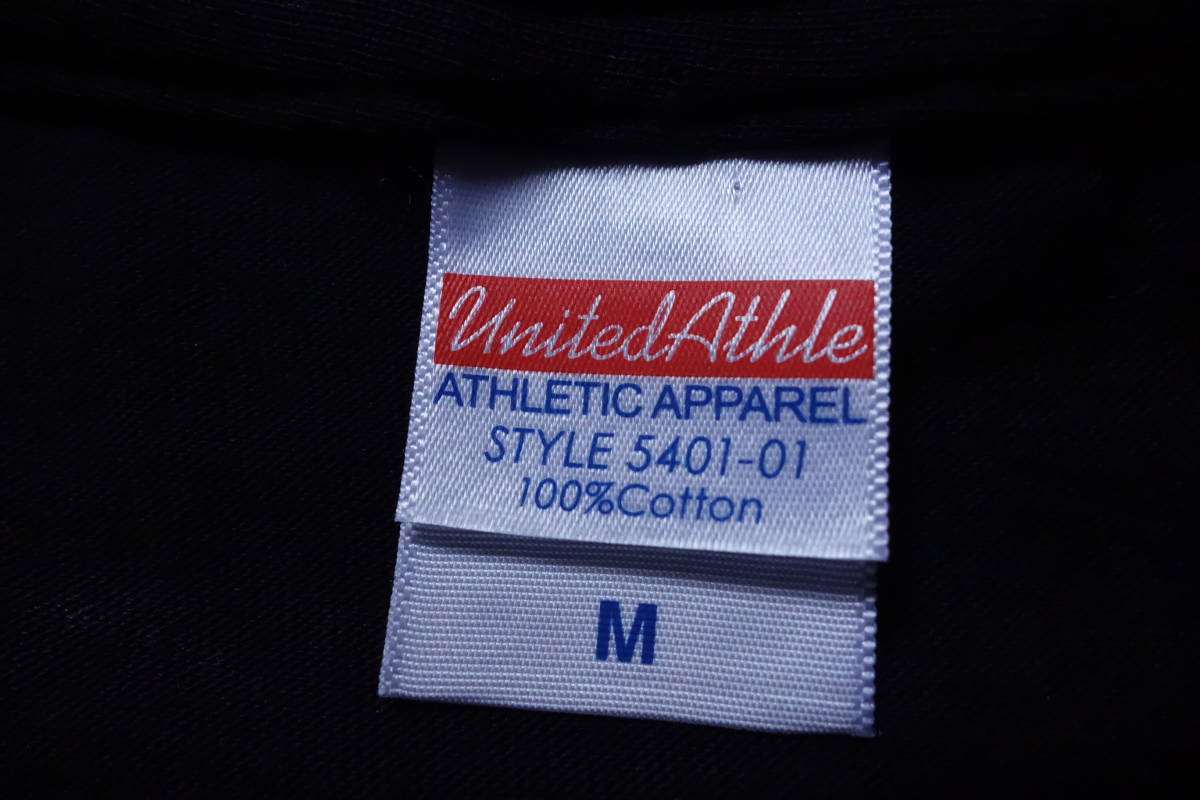 UnitedAthle
ATHLETIC APPAREL
STYLE 5401-01
100%Cotton
M